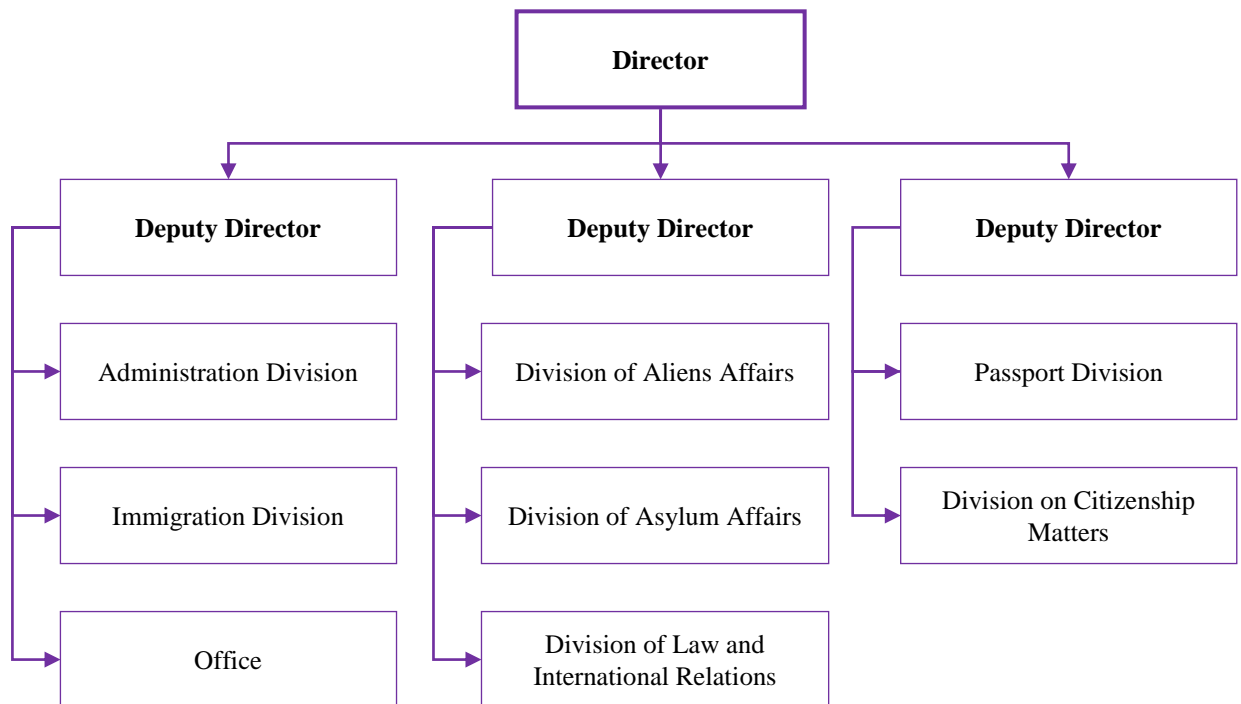 Director
Deputy Director
Deputy Director
Deputy Director
Administration Division
Division of Aliens Affairs
Passport Division
Immigration Division
Division of Asylum Affairs
Division on Citizenship
Matters
Office
Division of Law and
International Relations